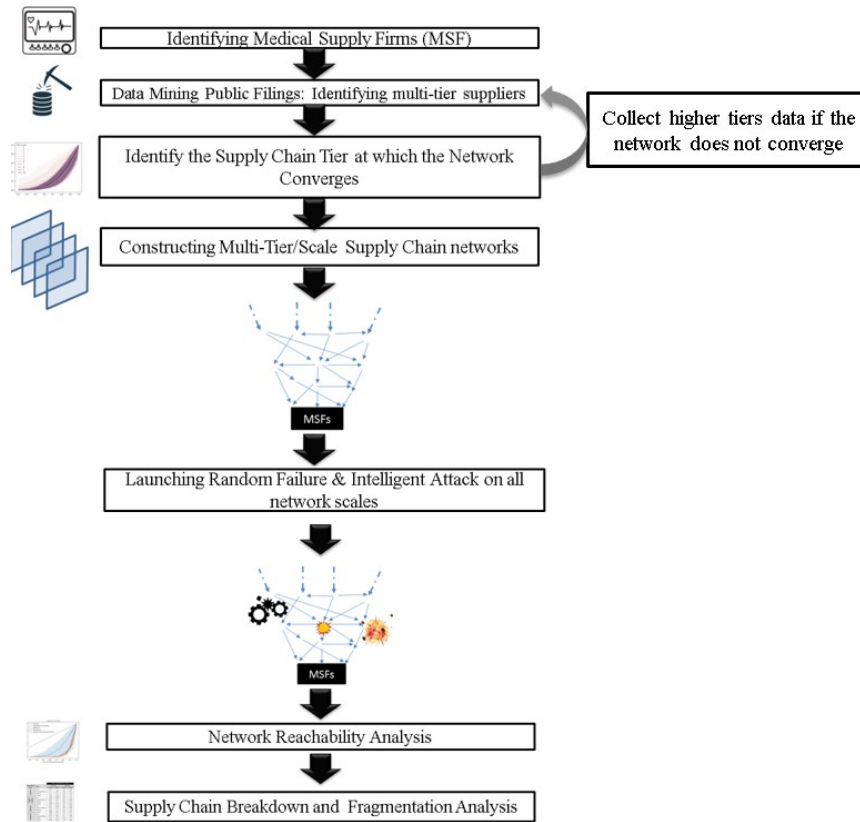 Identifying Medical Supply Firms (MSF)
Data Mining Public Filings: Identifying multi-tier suppliers
Collect higher tiers data if the
network does not converge
Identify the Supply Chain Tier at which the Network
Converges
Constructing Multi-Tier/Scale Supply Chain networks
MSFs
Launching Random Failure & Intelligent Attack on all
network scales
MSFs
Network Reachability Analysis
Supply Chain Breakdown and Fragmentation Analysis